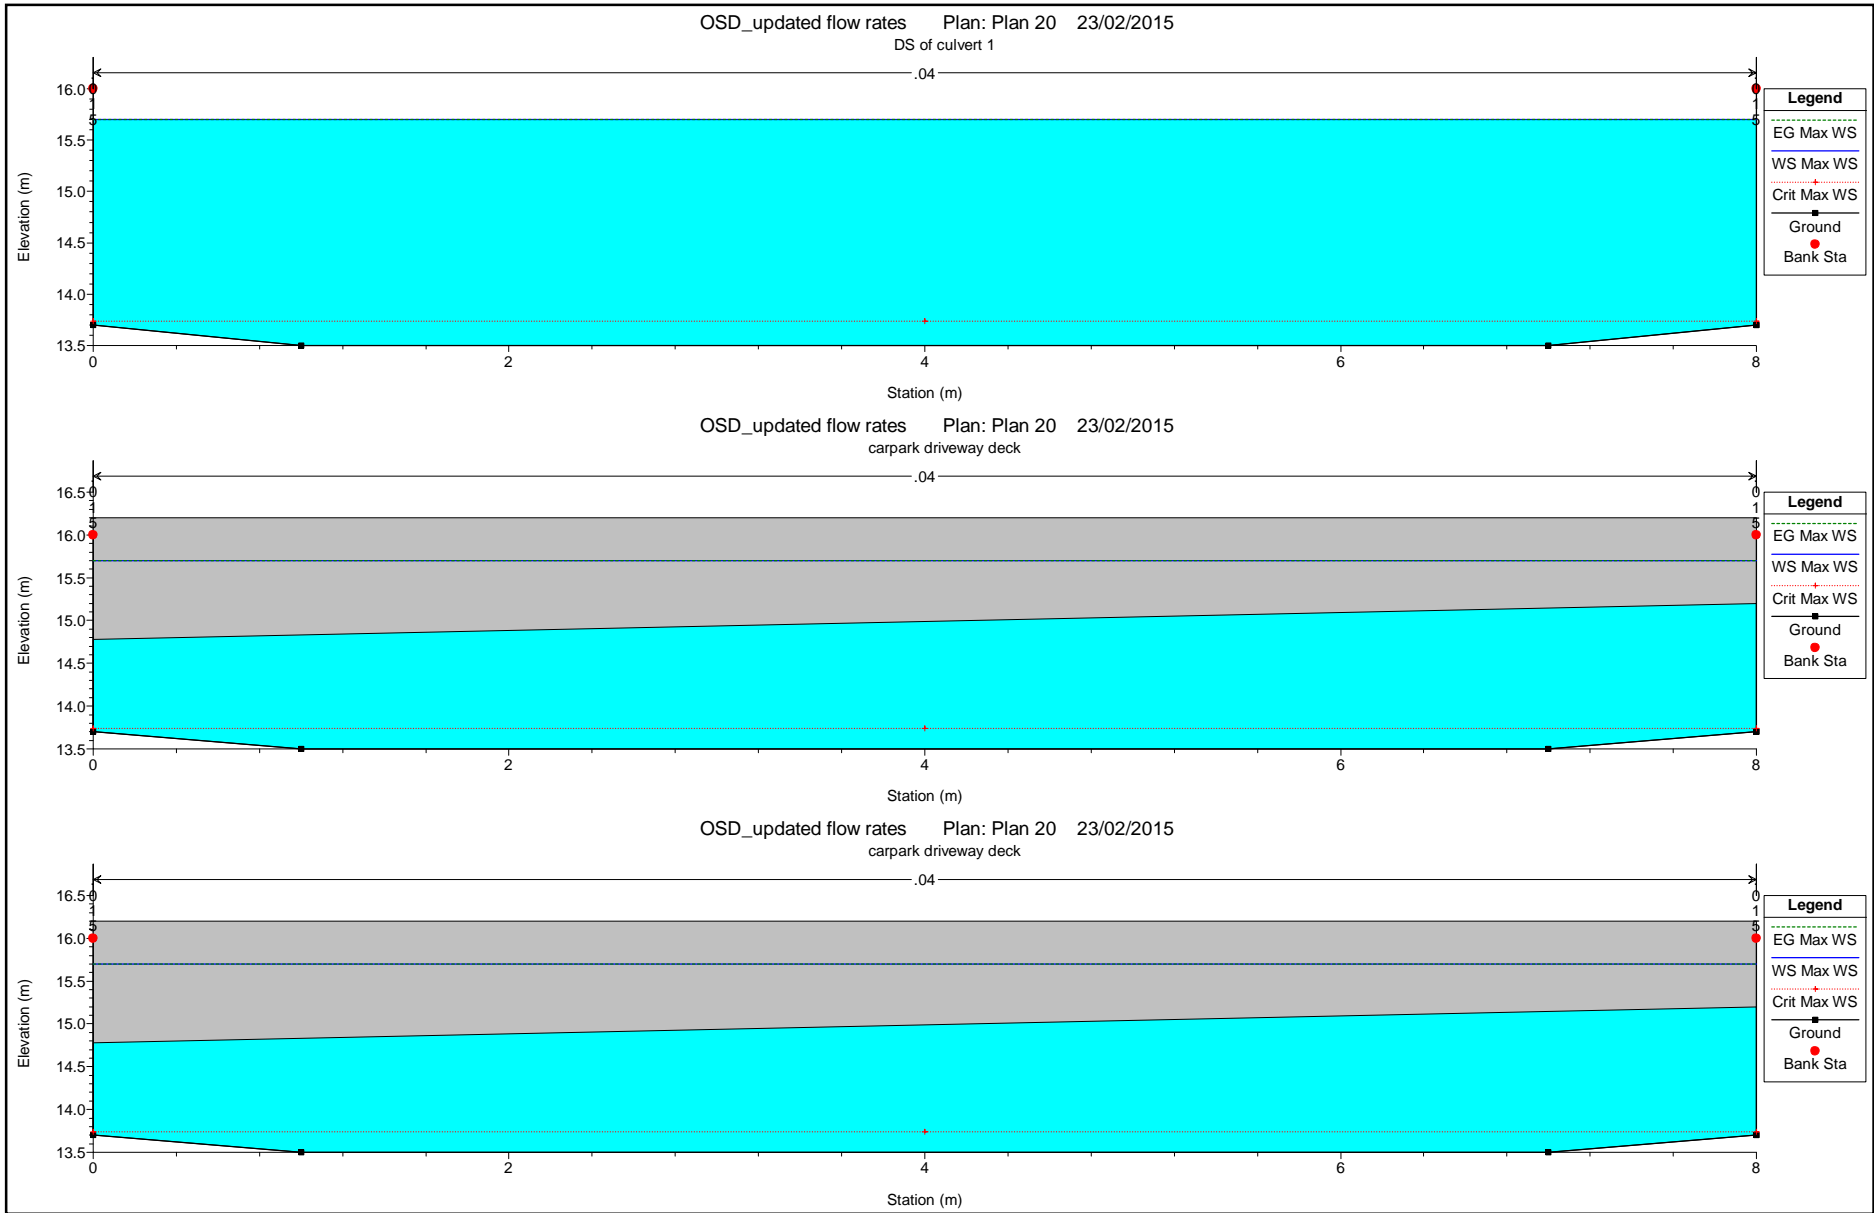 OSD_updated flow rates Plan: Plan 20 23/02/2015
DS of culvert 1
.04
16.0
15.5
15.0
14.5
14.0
13.5
Elevation (m)
0 2 4 6 8
Station (m)
Legend
EG Max WS
WS Max WS
Crit Max WS
Ground
Bank Sta
OSD_updated flow rates Plan: Plan 20 23/02/2015
carpark driveway deck
.04
16.5
16.0
15.5
15.0
14.5
14.0
13.5
Elevation (m)
0 2 4 6 8
Station (m)
Legend
EG Max WS
WS Max WS
Crit Max WS
Ground
Bank Sta
OSD_updated flow rates Plan: Plan 20 23/02/2015
carpark driveway deck
.04
16.5
16.0
15.5
15.0
14.5
14.0
13.5
Elevation (m)
0 2 4 6 8
Station (m)
Legend
EG Max WS
WS Max WS
Crit Max WS
Ground
Bank Sta